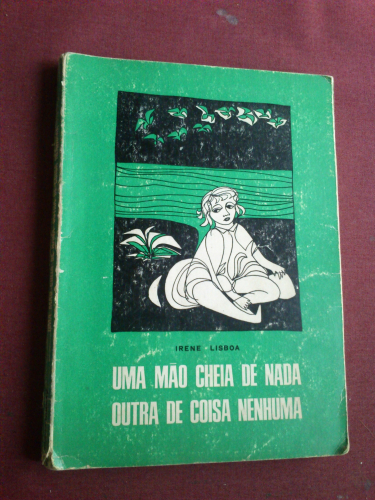 IRENE LISBOA
UMA MÃO CHEIA DE NADA
OUTRA DE COISA NENHUMA